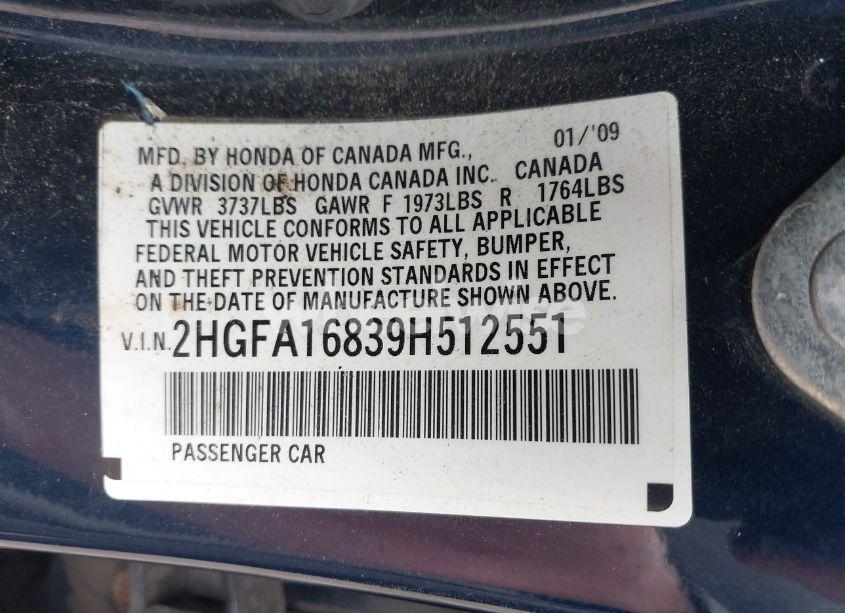 MFD. BY HONDA OF CANADA MFG., 01/'09
A DIVISION OF HONDA CANADA INC. CANADA
GVWR 3737LBS GAWR F 1973LBS R 1764LBS
THIS VEHICLE CONFORMS TO ALL APPLICABLE
FEDERAL MOTOR VEHICLE SAFETY, BUMPER,
AND THEFT PREVENTION STANDARDS IN EFFECT
ON THE DATE OF MANUFACTURE SHOWN ABOVE.
V.I.N. 2HGFA16839H512551
PASSENGER CAR